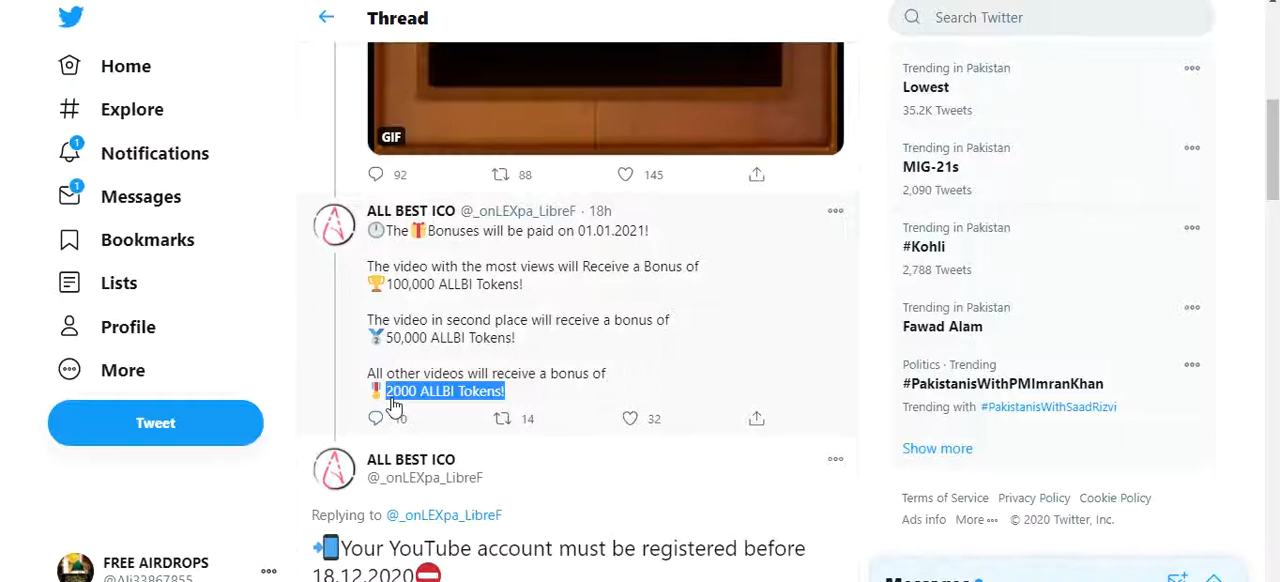 Home
Explore
1
Notifications
1
Messages
Bookmarks
Lists
Profile
More
Tweet
FREE AIRDROPS
@Ali33867855
Thread
GIF
92 88 145
ALL BEST ICO @_onLEXpa_LibreF · 18h
🕛The🎁Bonuses will be paid on 01.01.2021!
The video with the most views will Receive a Bonus of
🏆100,000 ALLBI Tokens!
The video in second place will receive a bonus of
🥈50,000 ALLBI Tokens!
All other videos will receive a bonus of
🎖2000 ALLBI Tokens!
10 14 32
ALL BEST ICO
@_onLEXpa_LibreF
Replying to @_onLEXpa_LibreF
📲Your YouTube account must be registered before
18.12.2020⛔
Search Twitter
Trending in Pakistan
Lowest
35.2K Tweets
Trending in Pakistan
MIG-21s
2,090 Tweets
Trending in Pakistan
#Kohli
2,788 Tweets
Trending in Pakistan
Fawad Alam
Politics · Trending
#PakistanisWithPMImranKhan
Trending with #PakistanisWithSaadRizvi
Show more
Terms of Service Privacy Policy Cookie Policy
Ads info More © 2020 Twitter, Inc.
Messages